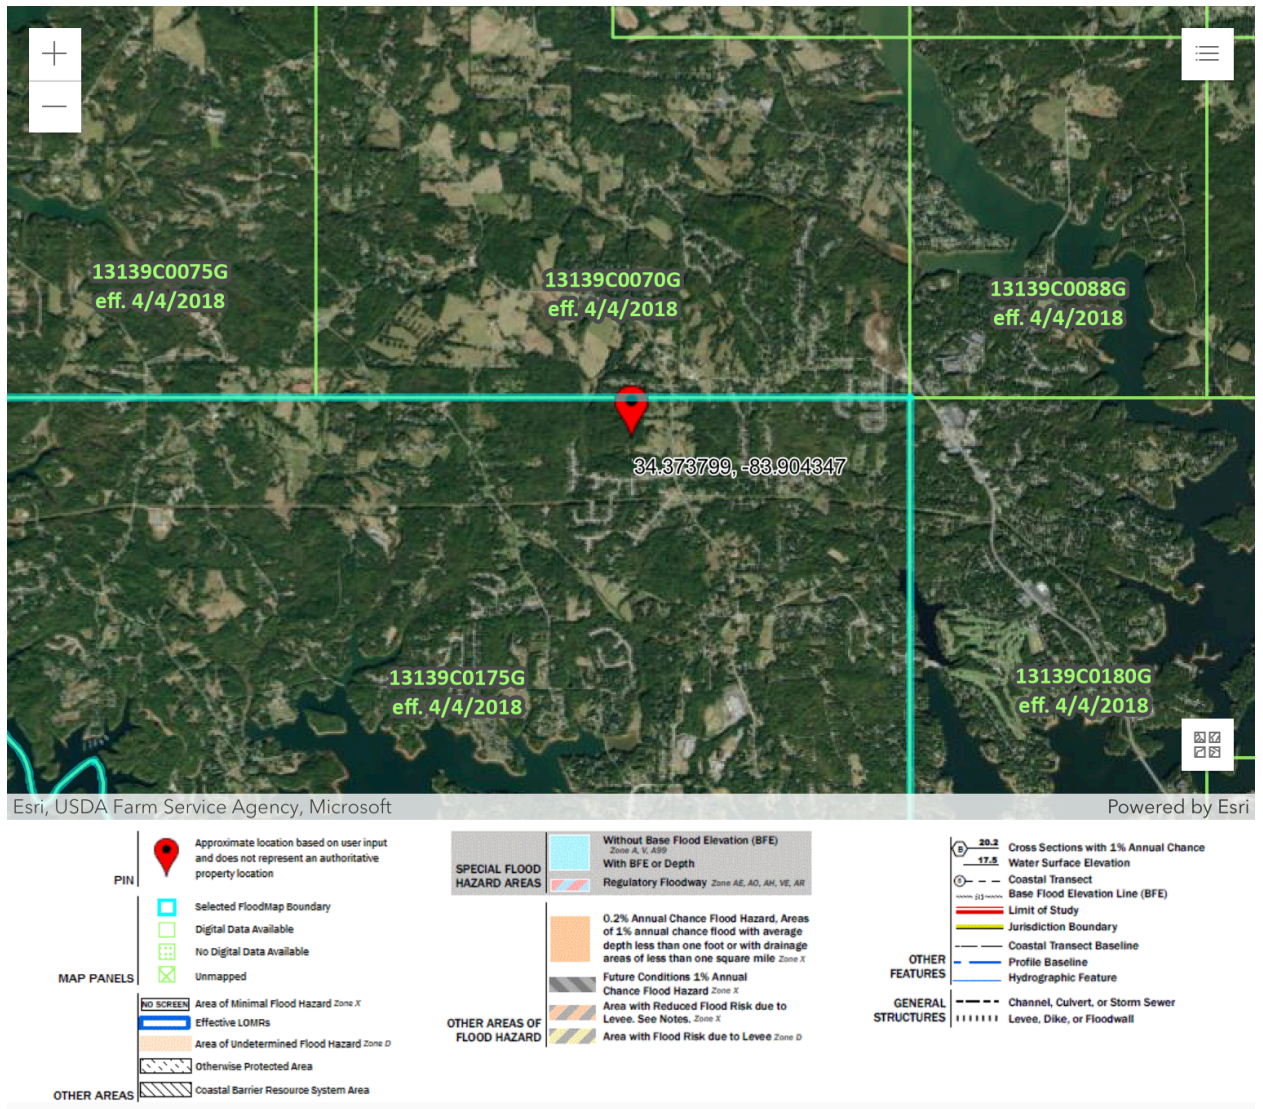 13139C0075G
eff. 4/4/2018
13139C0070G
eff. 4/4/2018
13139C0088G
eff. 4/4/2018
34.373799, -83.904347
13139C0175G
eff. 4/4/2018
13139C0180G
eff. 4/4/2018
Esri, USDA Farm Service Agency, Microsoft
Powered by Esri
PIN
Approximate location based on user input
and does not represent an authoritative
property location
MAP PANELS
Selected FloodMap Boundary
Digital Data Available
No Digital Data Available
Unmapped
OTHER AREAS
NO SCREEN Area of Minimal Flood Hazard Zone X
Effective LOMRs
Area of Undetermined Flood Hazard Zone D
Otherwise Protected Area
Coastal Barrier Resource System Area
SPECIAL FLOOD
HAZARD AREAS
Without Base Flood Elevation (BFE)
Zone A, V, A99
With BFE or Depth
Regulatory Floodway Zone AE, AO, AH, VE, AR
OTHER AREAS OF
FLOOD HAZARD
0.2% Annual Chance Flood Hazard, Areas
of 1% annual chance flood with average
depth less than one foot or with drainage
areas of less than one square mile Zone X
Future Conditions 1% Annual
Chance Flood Hazard Zone X
Area with Reduced Flood Risk due to
Levee. See Notes. Zone X
Area with Flood Risk due to Levee Zone D
OTHER
FEATURES
B 20.2 Cross Sections with 1% Annual Chance
17.5 Water Surface Elevation
8 Coastal Transect
513 Base Flood Elevation Line (BFE)
Limit of Study
Jurisdiction Boundary
Coastal Transect Baseline
Profile Baseline
Hydrographic Feature
GENERAL
STRUCTURES
Channel, Culvert, or Storm Sewer
Levee, Dike, or Floodwall